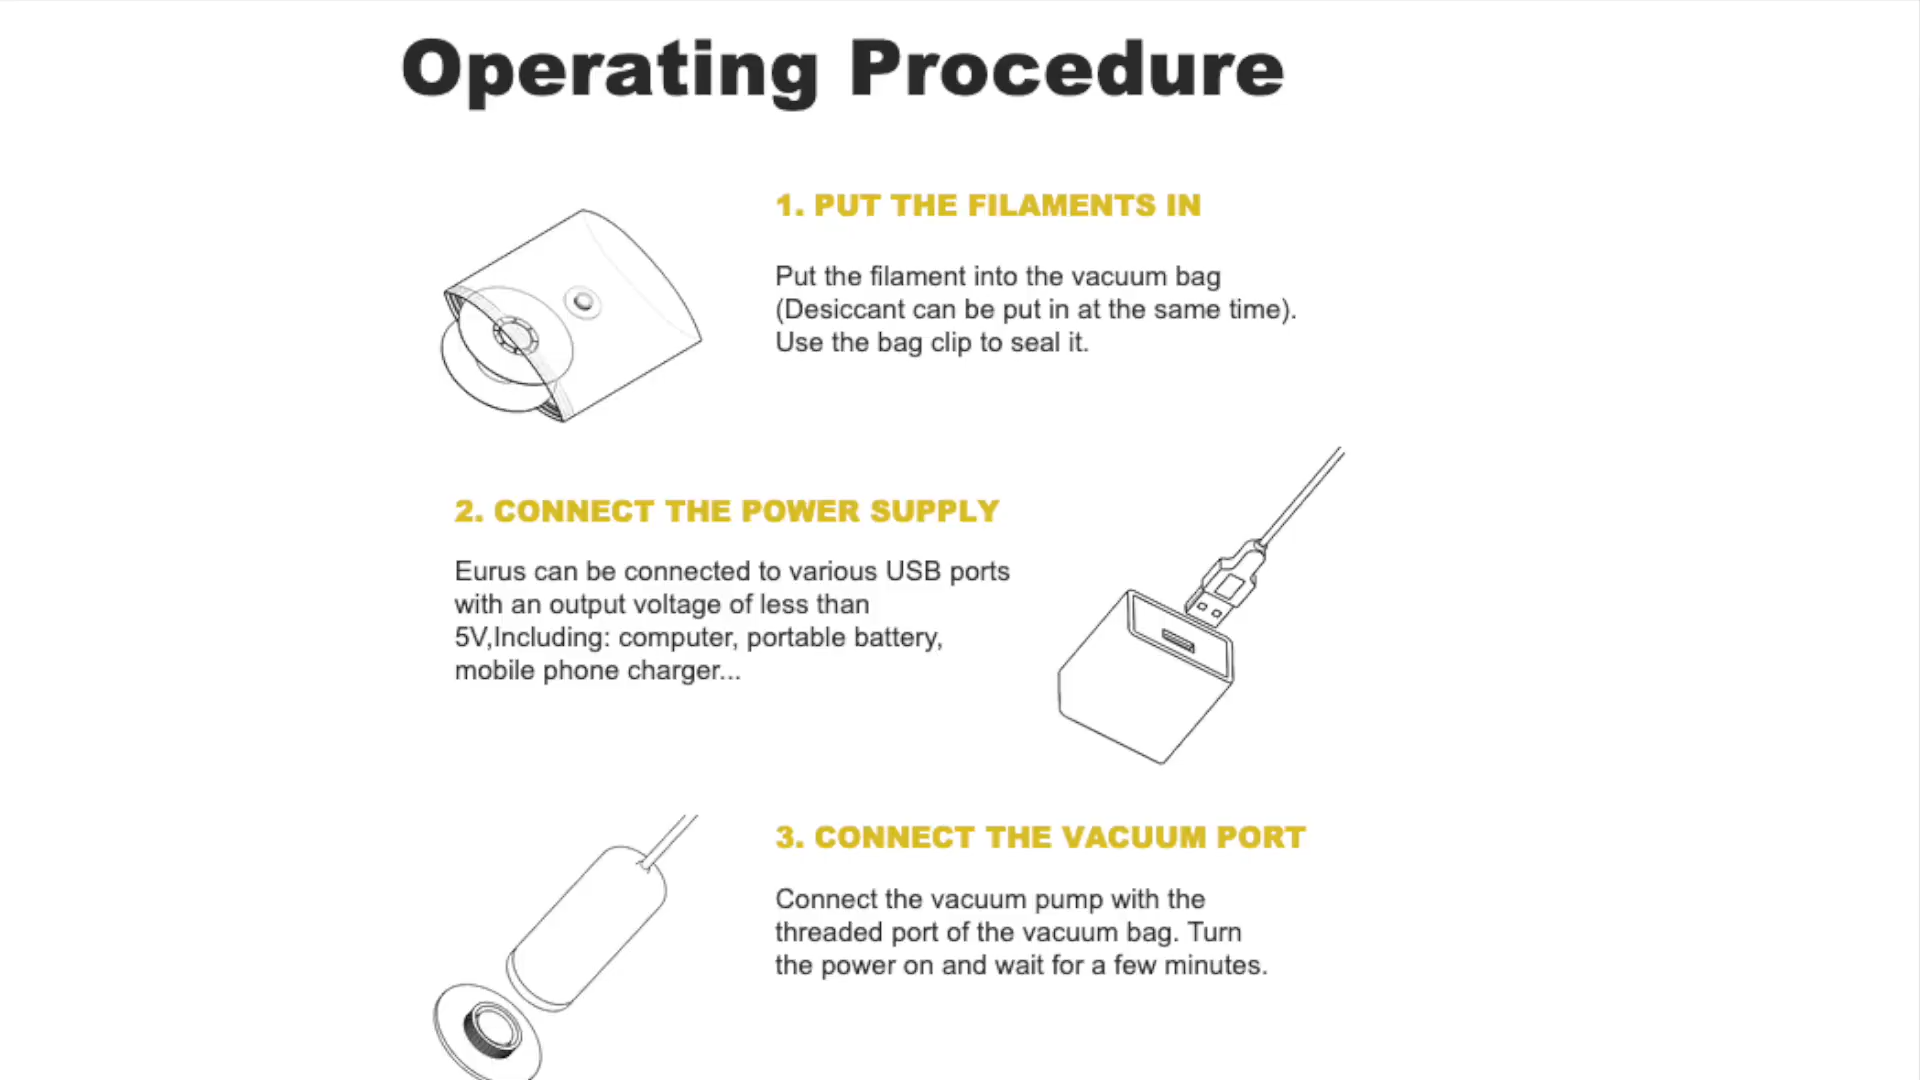 Operating Procedure
1. PUT THE FILAMENTS IN
Put the filament into the vacuum bag
(Desiccant can be put in at the same time).
Use the bag clip to seal it.
2. CONNECT THE POWER SUPPLY
Eurus can be connected to various USB ports
with an output voltage of less than
5V,Including: computer, portable battery,
mobile phone charger...
3. CONNECT THE VACUUM PORT
Connect the vacuum pump with the
threaded port of the vacuum bag. Turn
the power on and wait for a few minutes.